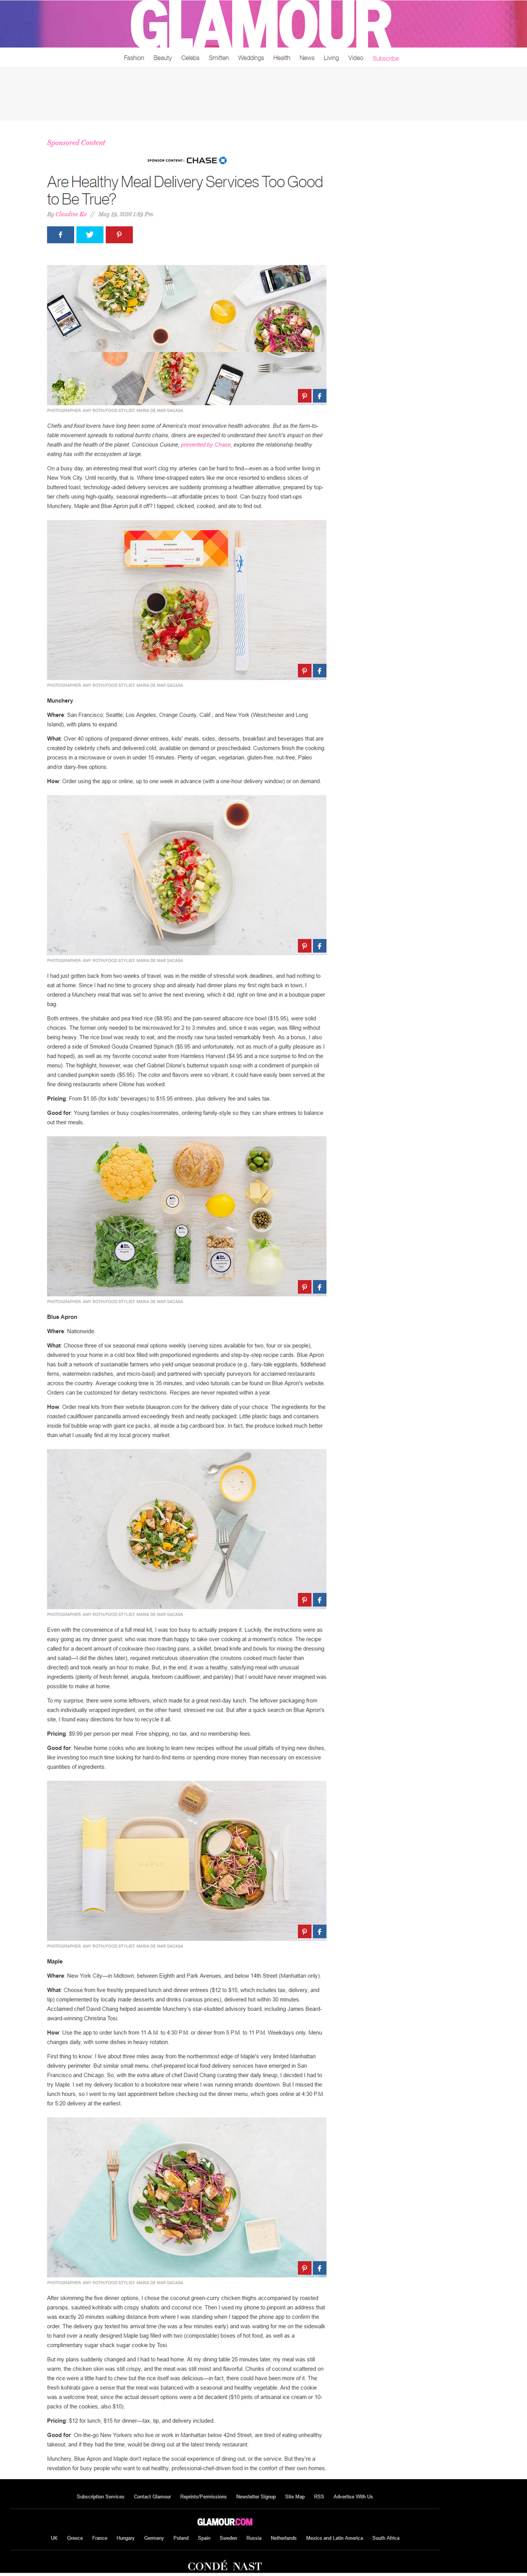 GLAMOUR
Fashion Beauty Celebs Smitten Weddings Health News Living Video Subscribe
Sponsored Content
SPONSOR CONTENT: CHASE
Are Healthy Meal Delivery Services Too Good
to Be True?
By Claudine Ko // May 19, 2016 1:19 Pm
PHOTOGRAPHER: AMY ROTH/FOOD STYLIST: MARIA DE MAR SACASA
Chefs and food lovers have long been some of America's most innovative health advocates. But as the farm-to-
table movement spreads to national burrito chains, diners are expected to understand their lunch's impact on their
health and the health of the planet. Conscious Cuisine, presented by Chase, explores the relationship healthy
eating has with the ecosystem at large.
On a busy day, an interesting meal that won't clog my arteries can be hard to find—even as a food writer living in
New York City. Until recently, that is. Where time-strapped eaters like me once resorted to endless slices of
buttered toast, technology-aided delivery services are suddenly promising a healthier alternative, prepared by top-
tier chefs using high-quality, seasonal ingredients—at affordable prices to boot. Can buzzy food start-ups
Munchery, Maple and Blue Apron pull it off? I tapped, clicked, cooked, and ate to find out.
PHOTOGRAPHER: AMY ROTH/FOOD STYLIST: MARIA DE MAR SACASA
Munchery
Where: San Francisco; Seattle; Los Angeles; Orange County, Calif.; and New York (Westchester and Long
Island), with plans to expand.
What: Over 40 options of prepared dinner entrees, kids' meals, sides, desserts, breakfast and beverages that are
created by celebrity chefs and delivered cold, available on demand or prescheduled. Customers finish the cooking
process in a microwave or oven in under 15 minutes. Plenty of vegan, vegetarian, gluten-free, nut-free, Paleo
and/or dairy-free options.
How: Order using the app or online, up to one week in advance (with a one-hour delivery window) or on demand.
PHOTOGRAPHER: AMY ROTH/FOOD STYLIST: MARIA DE MAR SACASA
I had just gotten back from two weeks of travel, was in the middle of stressful work deadlines, and had nothing to
eat at home. Since I had no time to grocery shop and already had dinner plans my first night back in town, I
ordered a Munchery meal that was set to arrive the next evening, which it did, right on time and in a boutique paper
bag.
Both entrees, the shiitake and pea fried rice ($8.95) and the pan-seared albacore rice bowl ($15.95), were solid
choices. The former only needed to be microwaved for 2 to 3 minutes and, since it was vegan, was filling without
being heavy. The rice bowl was ready to eat, and the mostly raw tuna tasted remarkably fresh. As a bonus, I also
ordered a side of Smoked Gouda Creamed Spinach ($5.95 and unfortunately, not as much of a guilty pleasure as I
had hoped), as well as my favorite coconut water from Harmless Harvest ($4.95 and a nice surprise to find on the
menu). The highlight, however, was chef Gabriel Dilone's butternut squash soup with a condiment of pumpkin oil
and candied pumpkin seeds ($5.95). The color and flavors were so vibrant, it could have easily been served at the
fine dining restaurants where Dilone has worked.
Pricing: From $1.95 (for kids' beverages) to $15.95 entrees, plus delivery fee and sales tax.
Good for: Young families or busy couples/roommates, ordering family-style so they can share entrees to balance
out their meals.
PHOTOGRAPHER: AMY ROTH/FOOD STYLIST: MARIA DE MAR SACASA
Blue Apron
Where: Nationwide.
What: Choose three of six seasonal meal options weekly (serving sizes available for two, four or six people),
delivered to your home in a cold box filled with preportioned ingredients and step-by-step recipe cards. Blue Apron
has built a network of sustainable farmers who yield unique seasonal produce (e.g., fairy-tale eggplants, fiddlehead
ferns, watermelon radishes, and micro-basil) and partnered with specialty purveyors for acclaimed restaurants
across the country. Average cooking time is 35 minutes, and video tutorials can be found on Blue Apron's website.
Orders can be customized for dietary restrictions. Recipes are never repeated within a year.
How: Order meal kits from their website blueapron.com for the delivery date of your choice. The ingredients for the
roasted cauliflower panzanella arrived exceedingly fresh and neatly packaged: Little plastic bags and containers
inside foil bubble wrap with giant ice packs, all inside a big cardboard box. In fact, the produce looked much better
than what I usually find at my local grocery market.
PHOTOGRAPHER: AMY ROTH/FOOD STYLIST: MARIA DE MAR SACASA
Even with the convenience of a full meal kit, I was too busy to actually prepare it. Luckily, the instructions were as
easy going as my dinner guest, who was more than happy to take over cooking at a moment's notice. The recipe
called for a decent amount of cookware (two roasting pans, a skillet, bread knife and bowls for mixing the dressing
and salad—I did the dishes later), required meticulous observation (the croutons cooked much faster than
directed) and took nearly an hour to make. But, in the end, it was a healthy, satisfying meal with unusual
ingredients (plenty of fresh fennel, arugula, heirloom cauliflower, and parsley) that I would have never imagined was
possible to make at home.
To my surprise, there were some leftovers, which made for a great next-day lunch. The leftover packaging from
each individually wrapped ingredient, on the other hand, stressed me out. But after a quick search on Blue Apron's
site, I found easy directions for how to recycle it all.
Pricing: $9.99 per person per meal. Free shipping, no tax, and no membership fees.
Good for: Newbie home cooks who are looking to learn new recipes without the usual pitfalls of trying new dishes,
like investing too much time looking for hard-to-find items or spending more money than necessary on excessive
quantities of ingredients.
MAPLE
PHOTOGRAPHER: AMY ROTH/FOOD STYLIST: MARIA DE MAR SACASA
Maple
Where: New York City—in Midtown, between Eighth and Park Avenues, and below 14th Street (Manhattan only).
What: Choose from five freshly prepared lunch and dinner entrees ($12 to $15, which includes tax, delivery, and
tip) complemented by locally made desserts and drinks (various prices), delivered hot within 30 minutes.
Acclaimed chef David Chang helped assemble Munchery's star-studded advisory board, including James Beard-
award-winning Christina Tosi.
How: Use the app to order lunch from 11 A.M. to 4:30 P.M. or dinner from 5 P.M. to 11 P.M. Weekdays only. Menu
changes daily, with some dishes in heavy rotation.
First thing to know: I live about three miles away from the northernmost edge of Maple's very limited Manhattan
delivery perimeter. But similar small menu, chef-prepared local food delivery services have emerged in San
Francisco and Chicago. So, with the extra allure of chef David Chang curating their daily lineup, I decided I had to
try Maple. I set my delivery location to a bookstore near where I was running errands downtown. But I missed the
lunch hours, so I went to my last appointment before checking out the dinner menu, which goes online at 4:30 P.M.
for 5:20 delivery at the earliest.
PHOTOGRAPHER: AMY ROTH/FOOD STYLIST: MARIA DE MAR SACASA
After skimming the five dinner options, I chose the coconut green-curry chicken thighs accompanied by roasted
parsnips, sautéed kohlrabi with crispy shallots and coconut rice. Then I used my phone to pinpoint an address that
was exactly 20 minutes walking distance from where I was standing when I tapped the phone app to confirm the
order. The delivery guy texted his arrival time (he was a few minutes early) and was waiting for me on the sidewalk
to hand over a neatly designed Maple bag filled with two (compostable) boxes of hot food, as well as a
complimentary sugar shack sugar cookie by Tosi.
But my plans suddenly changed and I had to head home. At my dining table 25 minutes later, my meal was still
warm, the chicken skin was still crispy, and the meat was still moist and flavorful. Chunks of coconut scattered on
the rice were a little hard to chew but the rice itself was delicious—in fact, there could have been more of it. The
fresh kohlrabi gave a sense that the meal was balanced with a seasonal and healthy vegetable. And the cookie
was a welcome treat, since the actual dessert options were a bit decadent ($10 pints of artisanal ice cream or 10-
packs of the cookies, also $10).
Pricing: $12 for lunch, $15 for dinner—tax, tip, and delivery included.
Good for: On-the-go New Yorkers who live or work in Manhattan below 42nd Street; are tired of eating unhealthy
takeout; and if they had the time, would be dining out at the latest trendy restaurant.
Munchery, Blue Apron and Maple don't replace the social experience of dining out, or the service. But they're a
revelation for busy people who want to eat healthy, professional-chef-driven food in the comfort of their own homes.
Subscription Services Contact Glamour Reprints/Permissions Newsletter Signup Site Map RSS Advertise With Us
GLAMOUR.COM
UK Greece France Hungary Germany Poland Spain Sweden Russia Netherlands Mexico and Latin America South Africa
CONDÉ NAST